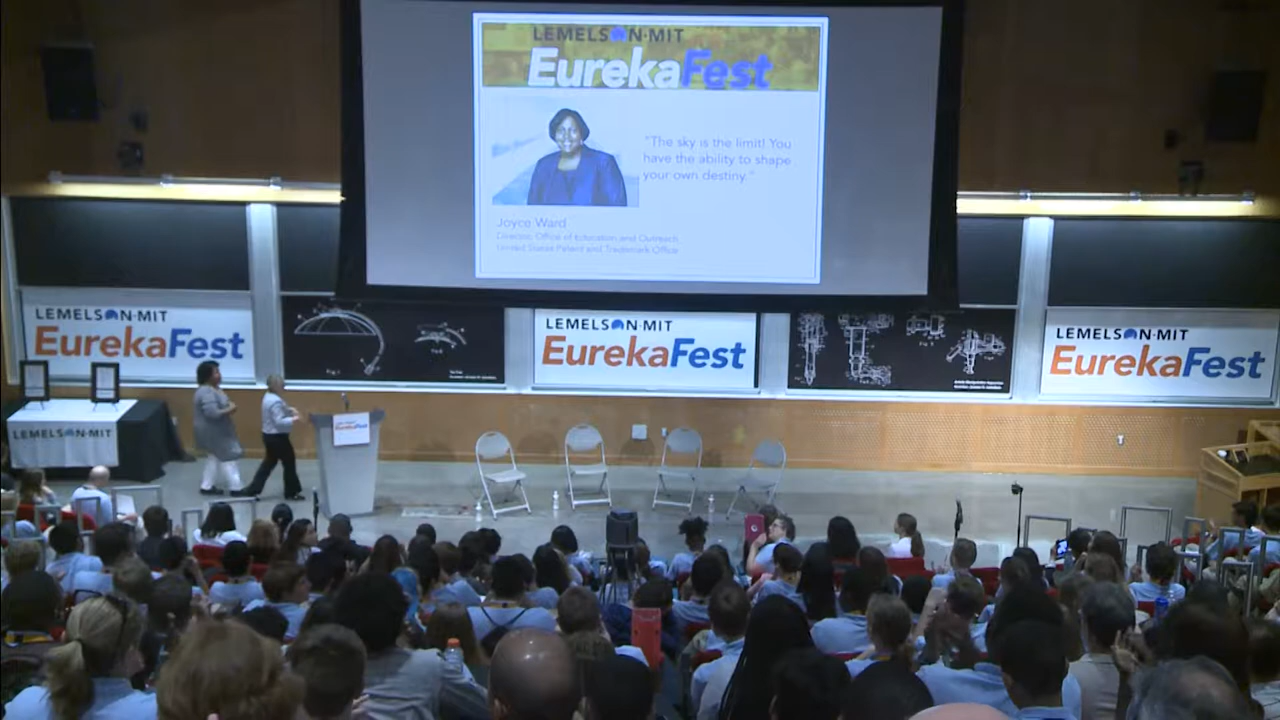 LEMELSON-MIT
EurekaFest
"The sky is the limit! You
have the ability to shape
your own destiny."
Joyce Ward
Director, Office of Education and Outreach
United States Patent and Trademark Office
LEMELSON-MIT
EurekaFest
LEMELSON-MIT
EurekaFest
LEMELSON-MIT
EurekaFest
EurekaFest
LEMELSON-MIT